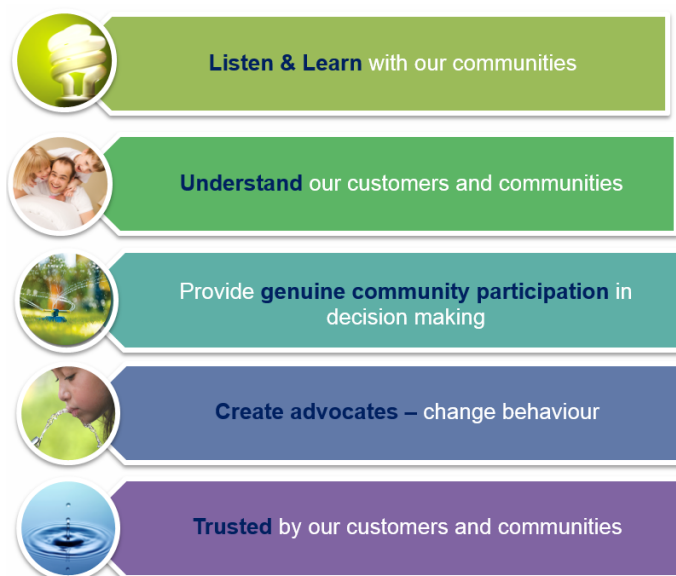 Listen & Learn with our communities
Understand our customers and communities
Provide genuine community participation in
decision making
Create advocates – change behaviour
Trusted by our customers and communities